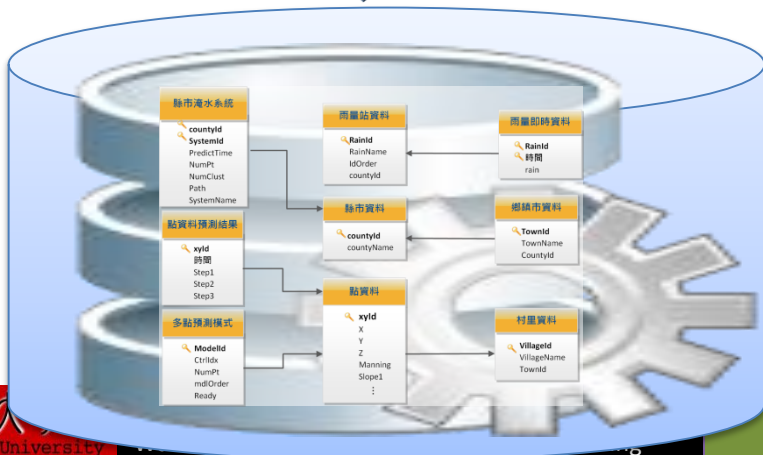 縣市淹水系統
countyId
SystemId
PredictTime
NumPt
NumClust
Path
SystemName
雨量站資料
RainId
RainName
IdOrder
countyId
雨量即時資料
RainId
時間
rain
點資料預測結果
xyId
時間
Step1
Step2
Step3
縣市資料
countyId
countyName
鄉鎮市資料
TownId
TownName
CountyId
多點預測模式
ModelId
CtrlIdx
NumPt
mdlOrder
Ready
點資料
xyId
X
Y
Z
Manning
Slope1
⋮
村里資料
VillageId
VillageName
TownId
University